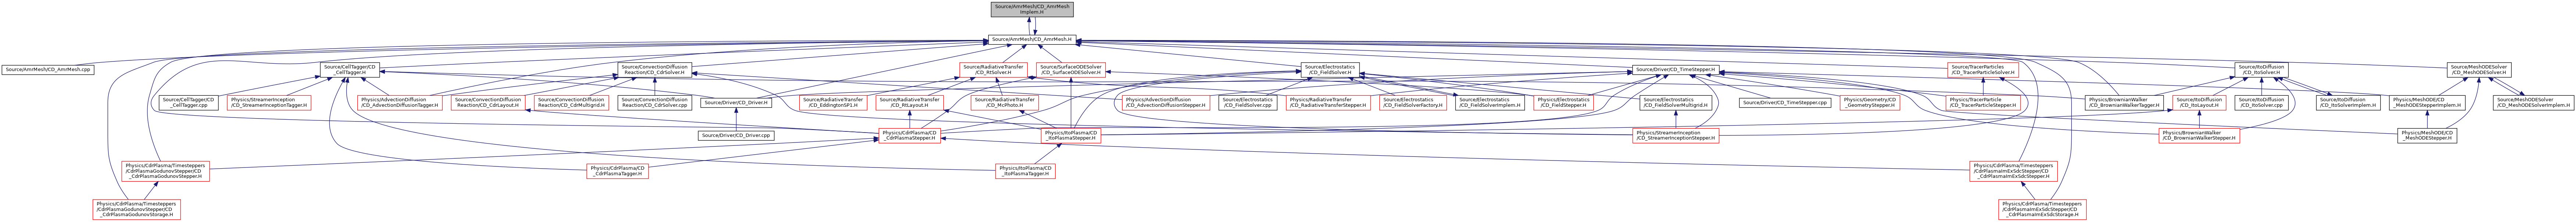 Source/AmrMesh/CD_AmrMesh
Implem.H
Source/AmrMesh/CD_AmrMesh.H
Source/AmrMesh/CD_AmrMesh.cpp
Source/CellTagger/CD
_CellTagger.H
Source/ConvectionDiffusion
Reaction/CD_CdrSolver.H
Source/RadiativeTransfer
/CD_RtSolver.H
Source/SurfaceODESolver
/CD_SurfaceODESolver.H
Source/Electrostatics
/CD_FieldSolver.H
Source/Driver/CD_TimeStepper.H
Source/TracerParticles
/CD_TracerParticleSolver.H
Source/ItoDiffusion
/CD_ItoSolver.H
Source/MeshODESolver
/CD_MeshODESolver.H
Source/CellTagger/CD
_CellTagger.cpp
Physics/StreamerInception
/CD_StreamerInceptionTagger.H
Physics/AdvectionDiffusion
/CD_AdvectionDiffusionTagger.H
Source/ConvectionDiffusion
Reaction/CD_CdrLayout.H
Source/ConvectionDiffusion
Reaction/CD_CdrMultigrid.H
Source/ConvectionDiffusion
Reaction/CD_CdrSolver.cpp
Source/Driver/CD_Driver.H
Source/RadiativeTransfer
/CD_EddingtonSP1.H
Source/RadiativeTransfer
/CD_RtLayout.H
Source/RadiativeTransfer
/CD_McPhoto.H
Physics/AdvectionDiffusion
/CD_AdvectionDiffusionStepper.H
Source/Electrostatics
/CD_FieldSolver.cpp
Physics/RadiativeTransfer
/CD_RadiativeTransferStepper.H
Source/Electrostatics
/CD_FieldSolverFactory.H
Source/Electrostatics
/CD_FieldSolverImplem.H
Physics/Electrostatics
/CD_FieldStepper.H
Source/Electrostatics
/CD_FieldSolverMultigrid.H
Source/Driver/CD_TimeStepper.cpp
Physics/Geometry/CD
_GeometryStepper.H
Physics/TracerParticle
/CD_TracerParticleStepper.H
Physics/BrownianWalker
/CD_BrownianWalkerTagger.H
Source/ItoDiffusion
/CD_ItoLayout.H
Source/ItoDiffusion
/CD_ItoSolver.cpp
Source/ItoDiffusion
/CD_ItoSolverImplem.H
Physics/MeshODE/CD
_MeshODEStepperImplem.H
Source/MeshODESolver
/CD_MeshODESolverImplem.H
Source/Driver/CD_Driver.cpp
Physics/CdrPlasma/CD
_CdrPlasmaStepper.H
Physics/ItoPlasma/CD
_ItoPlasmaStepper.H
Physics/StreamerInception
/CD_StreamerInceptionStepper.H
Physics/BrownianWalker
/CD_BrownianWalkerStepper.H
Physics/MeshODE/CD
_MeshODEStepper.H
Physics/CdrPlasma/Timesteppers
/CdrPlasmaGodunovStepper/CD
_CdrPlasmaGodunovStepper.H
Physics/CdrPlasma/CD
_CdrPlasmaTagger.H
Physics/ItoPlasma/CD
_ItoPlasmaTagger.H
Physics/CdrPlasma/Timesteppers
/CdrPlasmaImExSdcStepper/CD
_CdrPlasmaImExSdcStepper.H
Physics/CdrPlasma/Timesteppers
/CdrPlasmaGodunovStepper/CD
_CdrPlasmaGodunovStorage.H
Physics/CdrPlasma/Timesteppers
/CdrPlasmaImExSdcStepper/CD
_CdrPlasmaImExSdcStorage.H